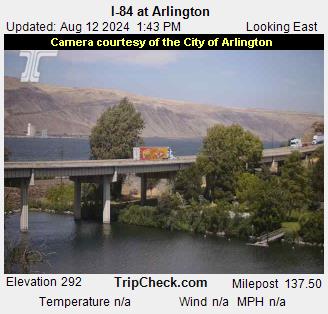 I-84 at Arlington
Updated: Aug 12 2024 1:43 PM Looking East
Camera courtesy of the City of Arlington
Elevation 292 TripCheck.com Milepost 137.50
Temperature n/a Wind n/a MPH n/a